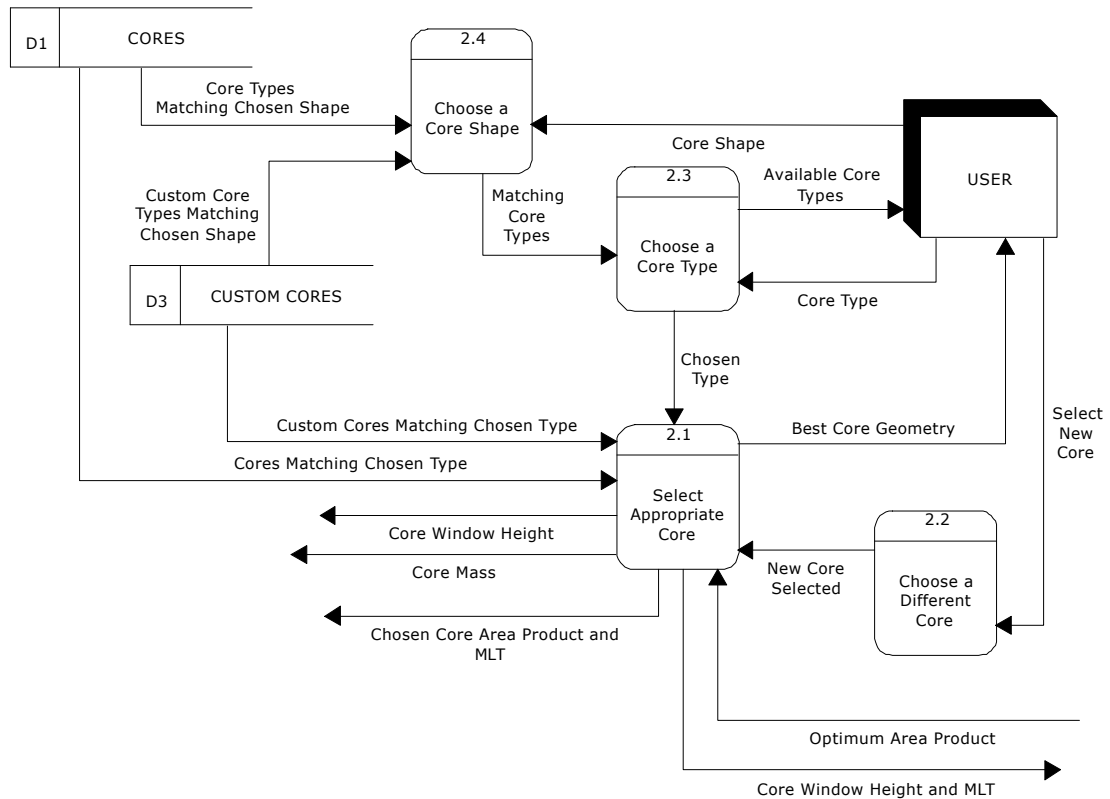 D1
CORES
2.4
Core Types
Matching Chosen Shape
Choose a
Core Shape
Core Shape
USER
2.3
Available Core
Types
Custom Core
Types Matching
Chosen Shape
Matching
Core
Types
Choose a
Core Type
D3
CUSTOM CORES
Core Type
Chosen
Type
Custom Cores Matching Chosen Type
2.1
Best Core Geometry
Select
New
Core
Cores Matching Chosen Type
Select
Appropriate
Core
Core Window Height
2.2
Core Mass
New Core
Selected
Choose a
Different
Core
Chosen Core Area Product and
MLT
Optimum Area Product
Core Window Height and MLT